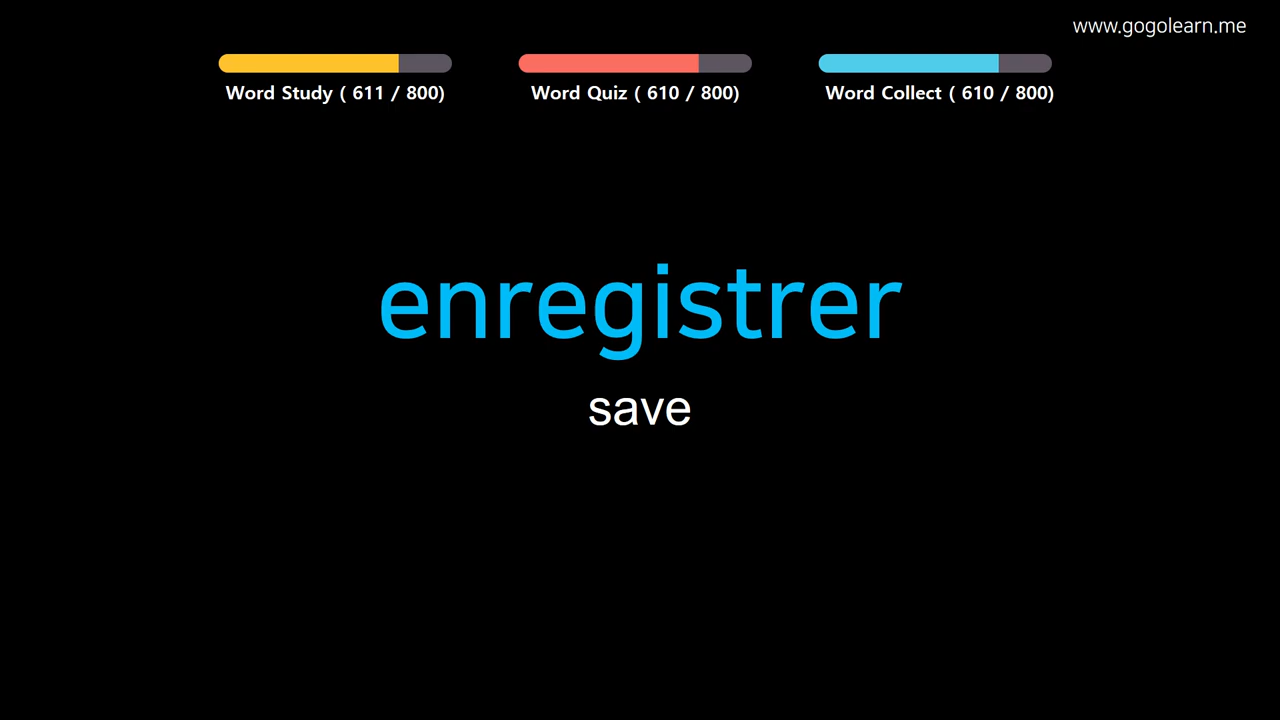 www.gogolearn.me
Word Study ( 611 / 800)
Word Quiz ( 610 / 800)
Word Collect ( 610 / 800)
enregistrer
save